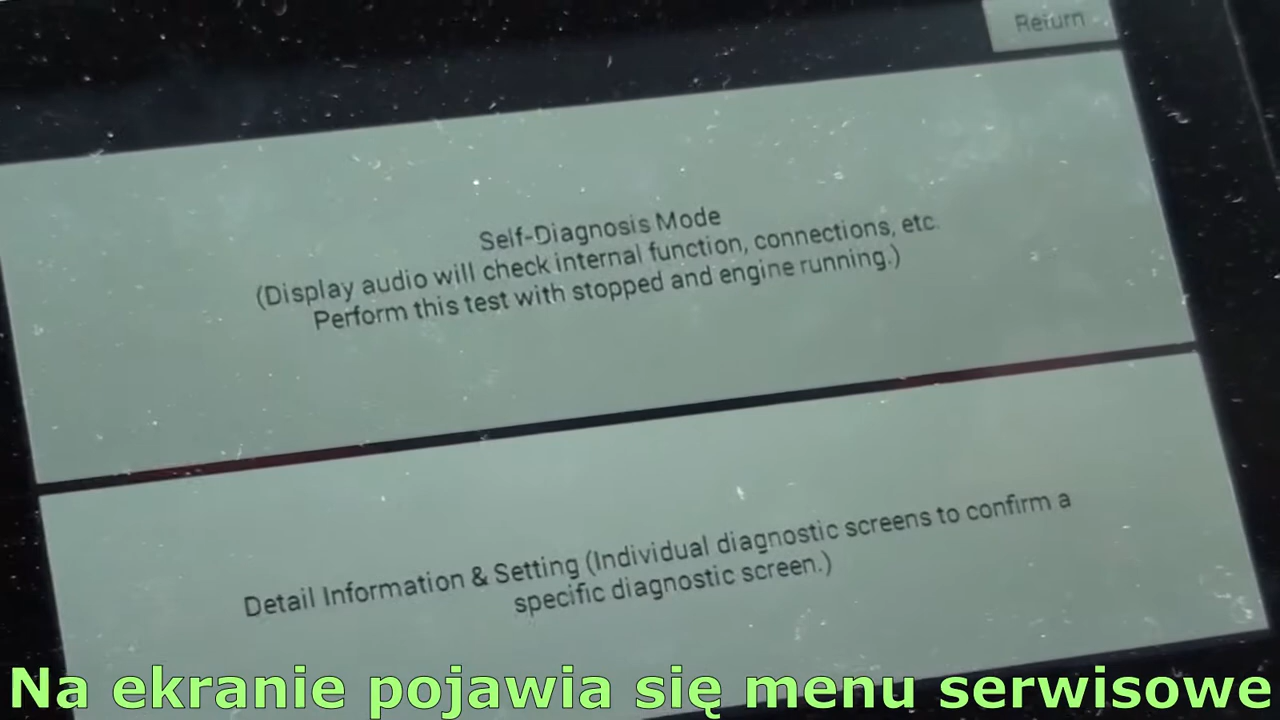 Return
Self-Diagnosis Mode
(Display audio will check internal function, connections, etc.
Perform this test with stopped and engine running.)
Detail Information & Setting (Individual diagnostic screens to confirm a
specific diagnostic screen.)
Na ekranie pojawia się menu serwisowe